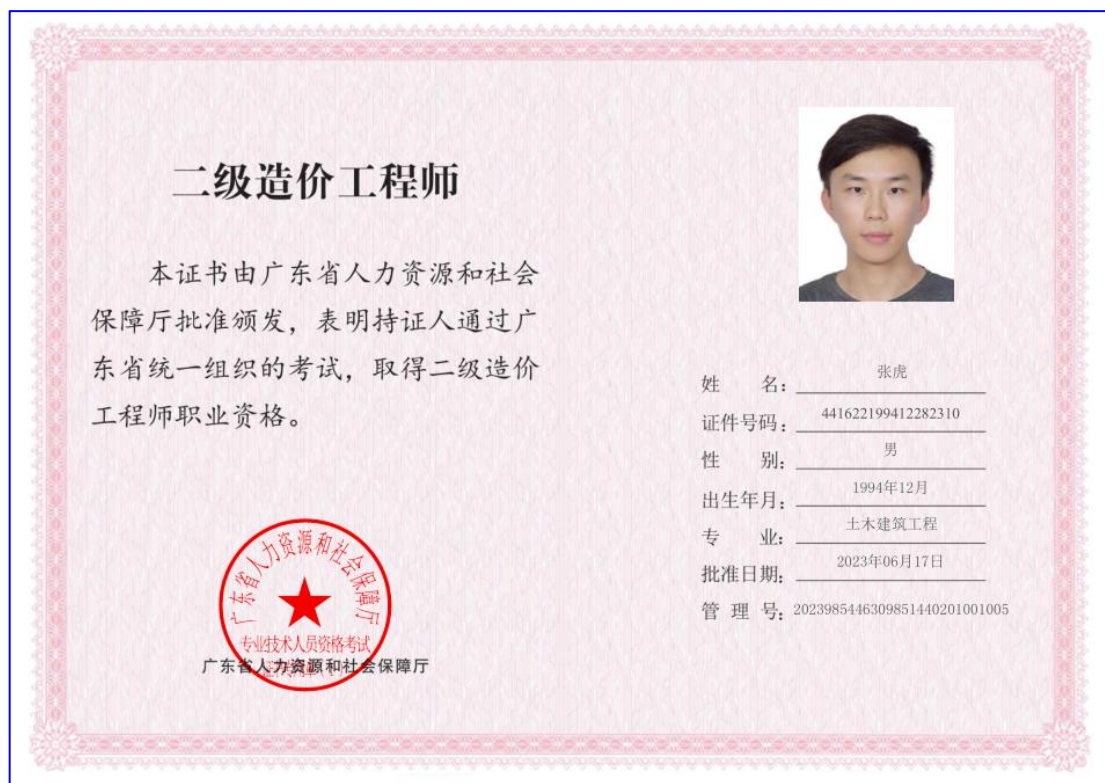 二级造价工程师
本证书由广东省人力资源和社会
保障厅批准颁发，表明持证人通过广
东省统一组织的考试，取得二级造价
工程师职业资格。
广东省人力资源和社会保障厅
专业技术人员资格考试
广东省人力资源和社会保障厅
姓 名：张虎
证件号码：441622199412282310
性 别：男
出生年月：1994年12月
专 业：土木建筑工程
批准日期：2023年06月17日
管 理 号：20239854463098514402010​01005